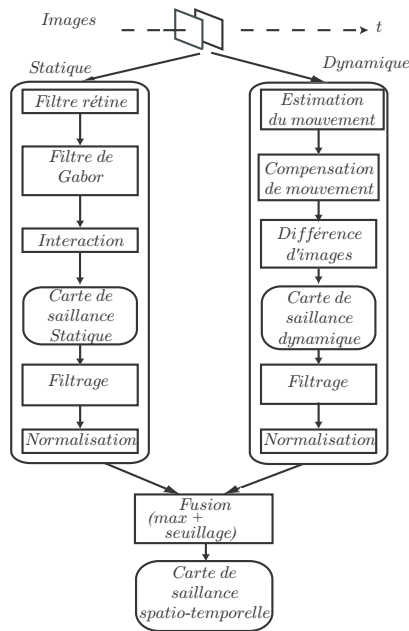 Images
t
Statique
Dynamique
Filtre rétine
Filtre de
Gabor
Interaction
Carte de
saillance
Statique
Filtrage
Normalisation
Estimation
du mouvement
Compensation
de mouvement
Différence
d'images
Carte de
saillance
dynamique
Filtrage
Normalisation
Fusion
(max +
seuillage)
Carte de
saillance
spatio-temporelle